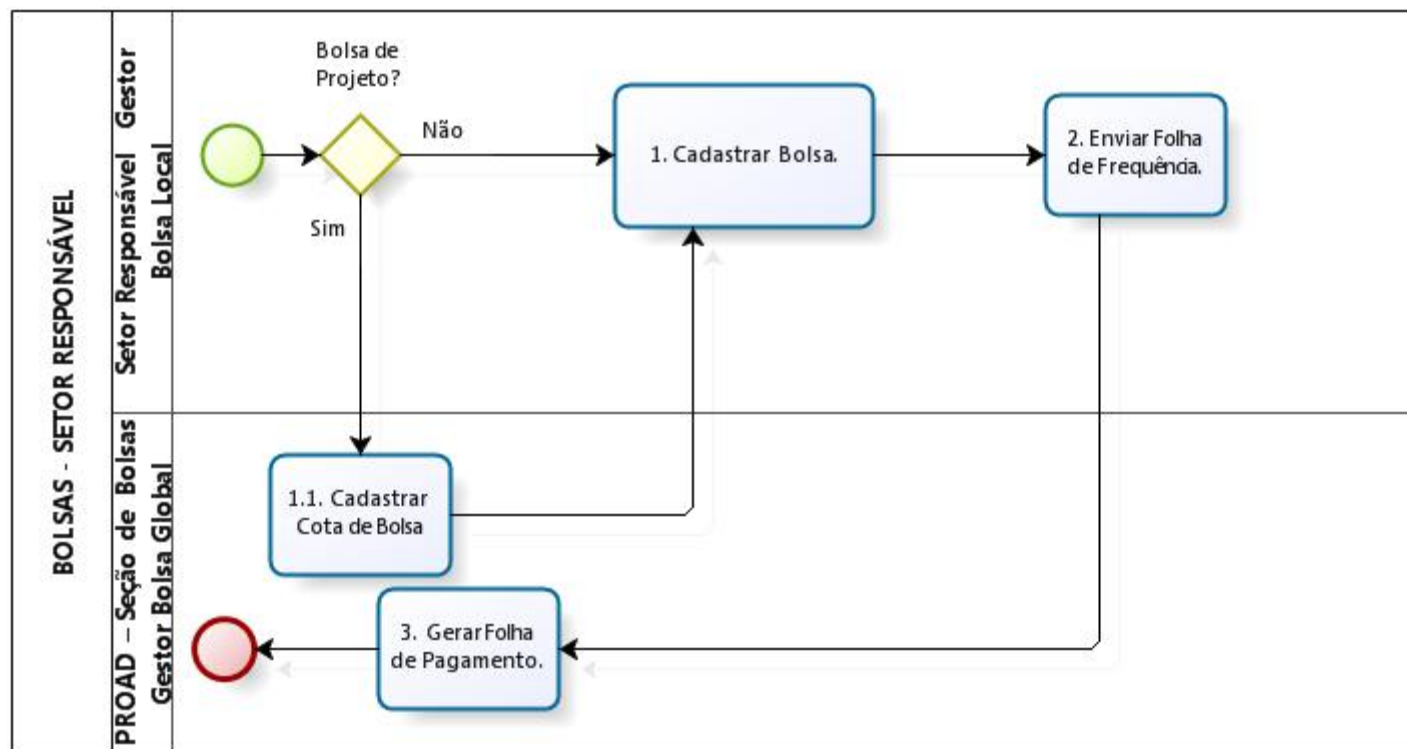 BOLSAS - SETOR RESPONSÁVEL
Setor Responsável Gestor
Bolsa Local
Bolsa de
Projeto?
Não
Sim
1. Cadastrar Bolsa.
2. Enviar Folha
de Frequência.
PROAD – Seção de Bolsas
Gestor Bolsa Global
1.1. Cadastrar
Cota de Bolsa
3. Gerar Folha
de Pagamento.